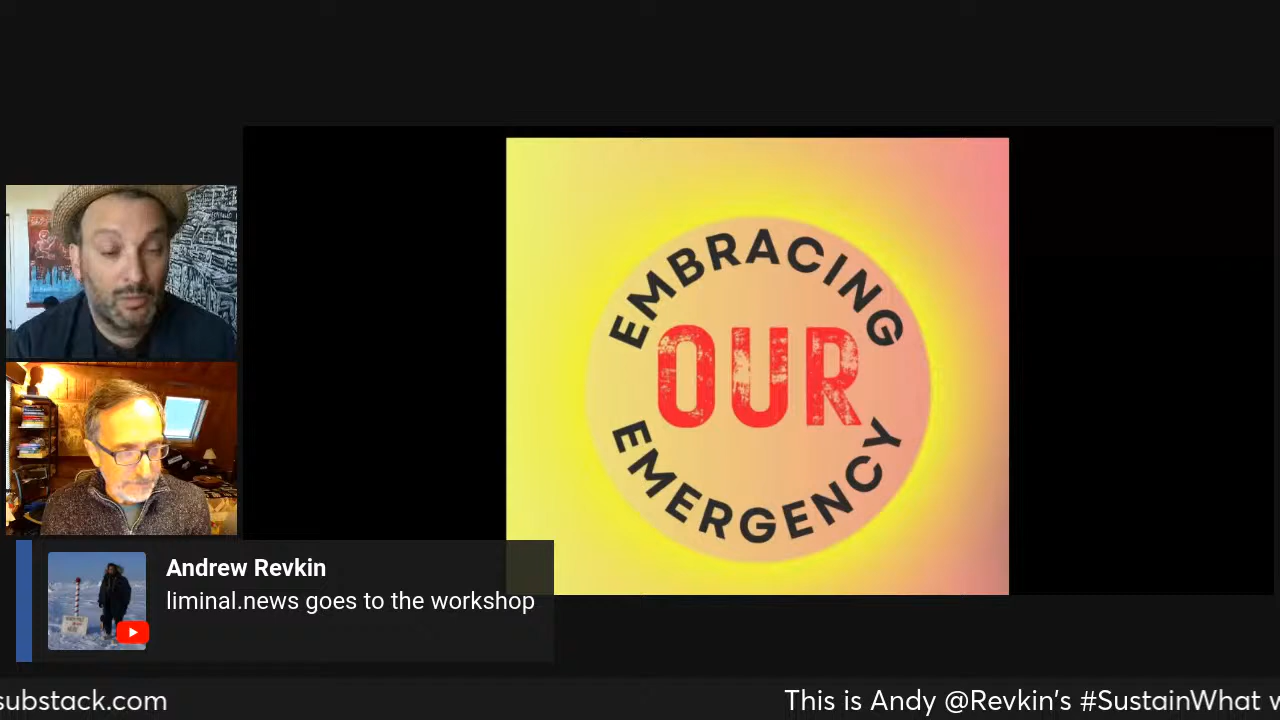 EMBRACING
OUR
EMERGENCY
Andrew Revkin
liminal.news goes to the workshop
substack.com
This is Andy @Revkin's #SustainWhat w